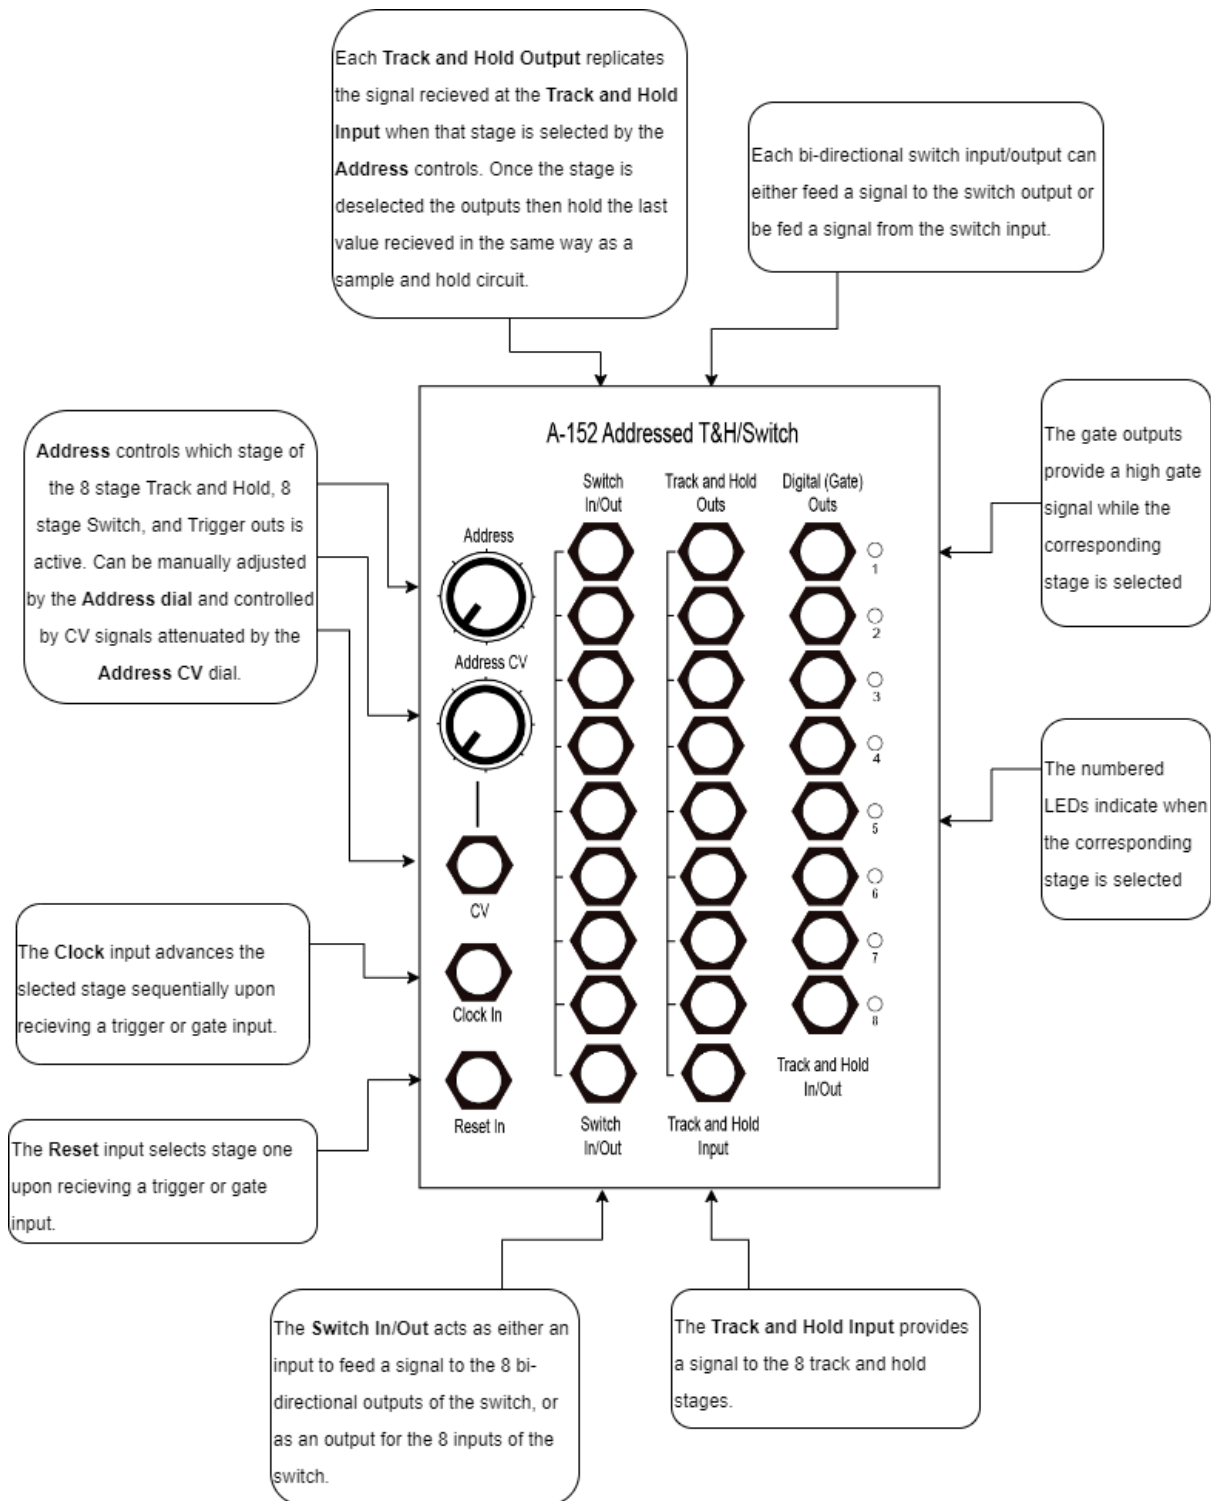 Each Track and Hold Output replicates
the signal recieved at the Track and Hold
Input when that stage is selected by the
Address controls. Once the stage is
deselected the outputs then hold the last
value recieved in the same way as a
sample and hold circuit.
Each bi-directional switch input/output can
either feed a signal to the switch output or
be fed a signal from the switch input.
Address controls which stage of
the 8 stage Track and Hold, 8
stage Switch, and Trigger outs is
active. Can be manually adjusted
by the Address dial and controlled
by CV signals attenuated by the
Address CV dial.
The Clock input advances the
slected stage sequentially upon
recieving a trigger or gate input.
The Reset input selects stage one
upon recieving a trigger or gate
input.
A-152 Addressed T&H/Switch
Switch
In/Out
Track and Hold
Outs
Digital (Gate)
Outs
Address
Address CV
CV
Clock In
Reset In
1
2
3
4
5
6
7
8
Switch
In/Out
Track and Hold
Input
Track and Hold
In/Out
The gate outputs
provide a high gate
signal while the
corresponding
stage is selected
The numbered
LEDs indicate when
the corresponding
stage is selected
The Switch In/Out acts as either an
input to feed a signal to the 8 bi-
directional outputs of the switch, or
as an output for the 8 inputs of the
switch.
The Track and Hold Input provides
a signal to the 8 track and hold
stages.